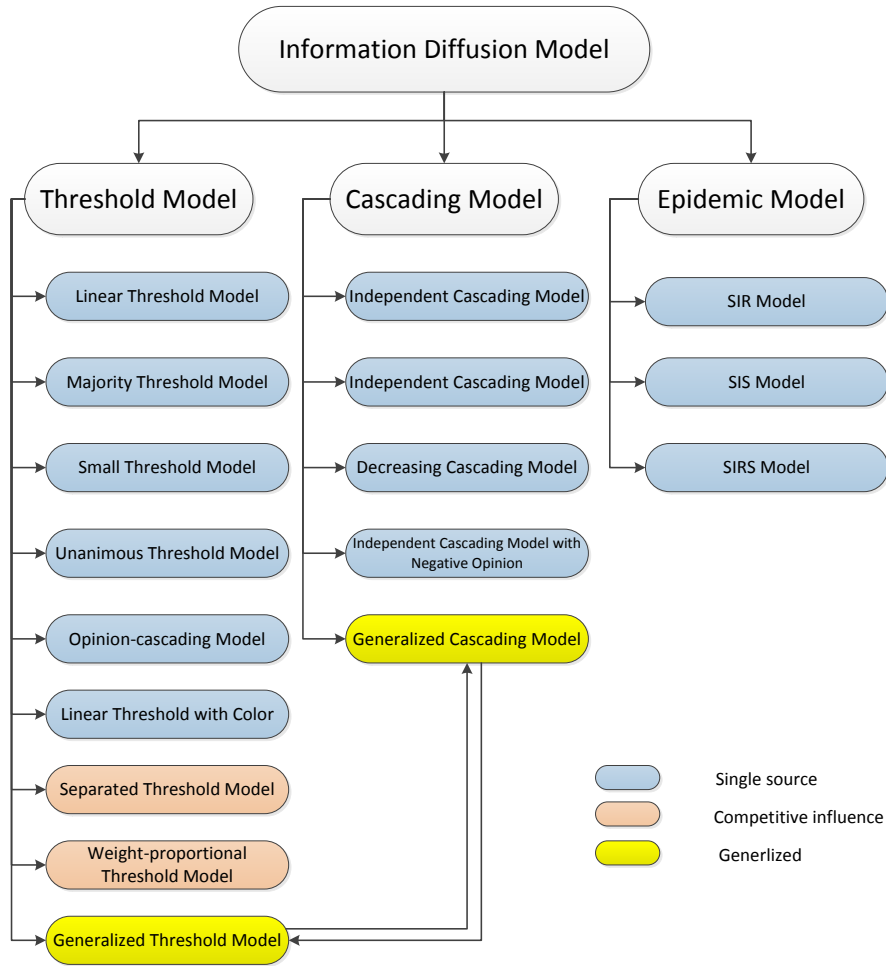 Information Diffusion Model
Threshold Model
Cascading Model
Epidemic Model
Linear Threshold Model
Majority Threshold Model
Small Threshold Model
Unanimous Threshold Model
Opinion-cascading Model
Linear Threshold with Color
Separated Threshold Model
Weight-proportional
Threshold Model
Generalized Threshold Model
Independent Cascading Model
Independent Cascading Model
Decreasing Cascading Model
Independent Cascading Model with
Negative Opinion
Generalized Cascading Model
SIR Model
SIS Model
SIRS Model
Single source
Competitive influence
Generlized